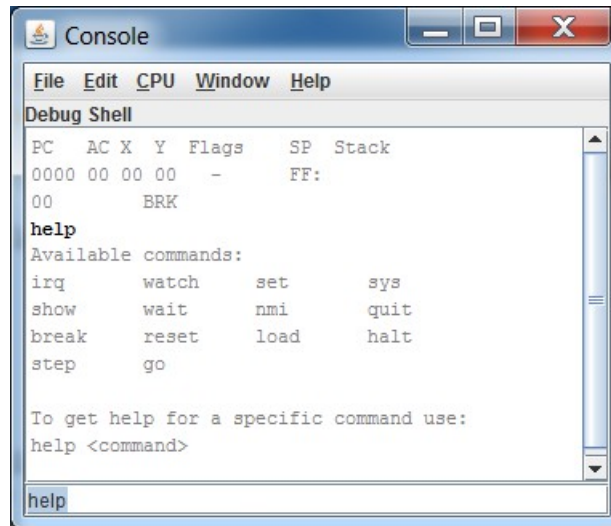 Console
File Edit CPU Window Help
Debug Shell
PC AC X Y Flags SP Stack
0000 00 00 00 - FF:
00 BRK
help
Available commands:
irq watch set sys
show wait nmi quit
break reset load halt
step go
To get help for a specific command use:
help <command>
help